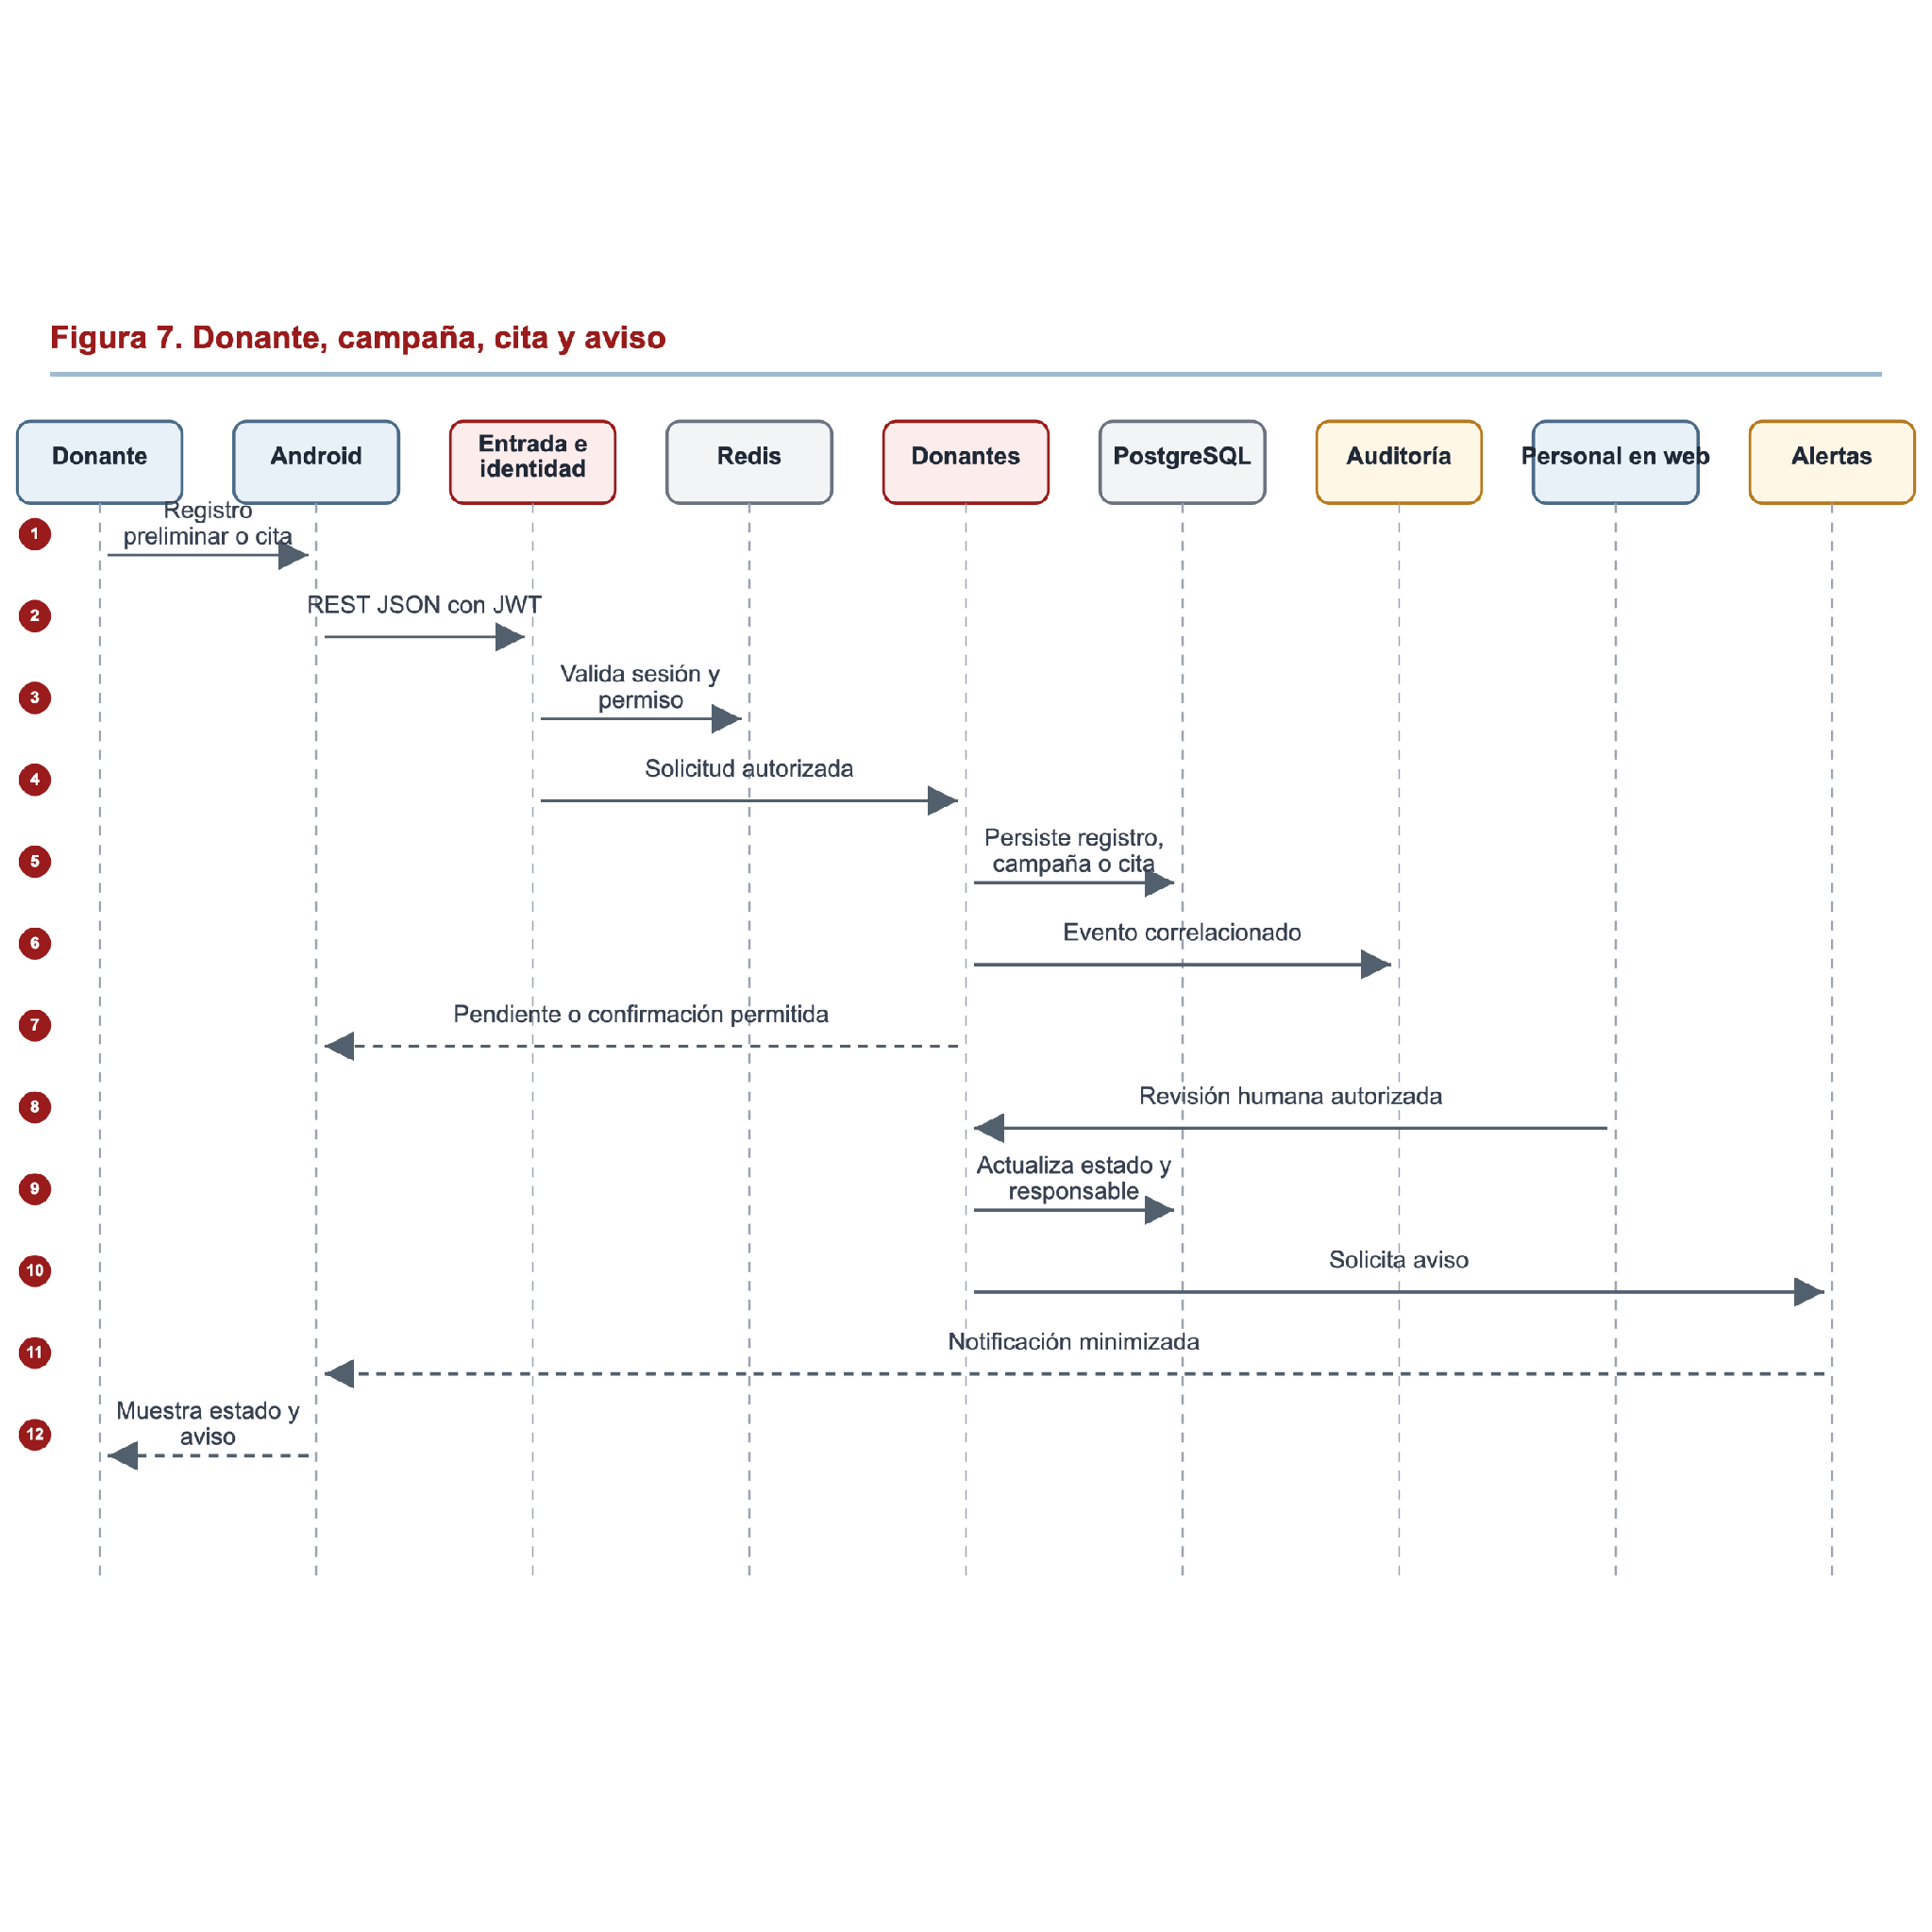 Figura 7. Donante, campaña, cita y aviso
Donante
Android
Entrada e
identidad
Redis
Donantes
PostgreSQL
Auditoría
Personal en web
Alertas
1
Registro
preliminar o cita
2
REST JSON con JWT
3
Valida sesión y
permiso
4
Solicitud autorizada
5
Persiste registro,
campaña o cita
6
Evento correlacionado
7
Pendiente o confirmación permitida
8
Revisión humana autorizada
9
Actualiza estado y
responsable
10
Solicita aviso
11
Notificación minimizada
12
Muestra estado y
aviso